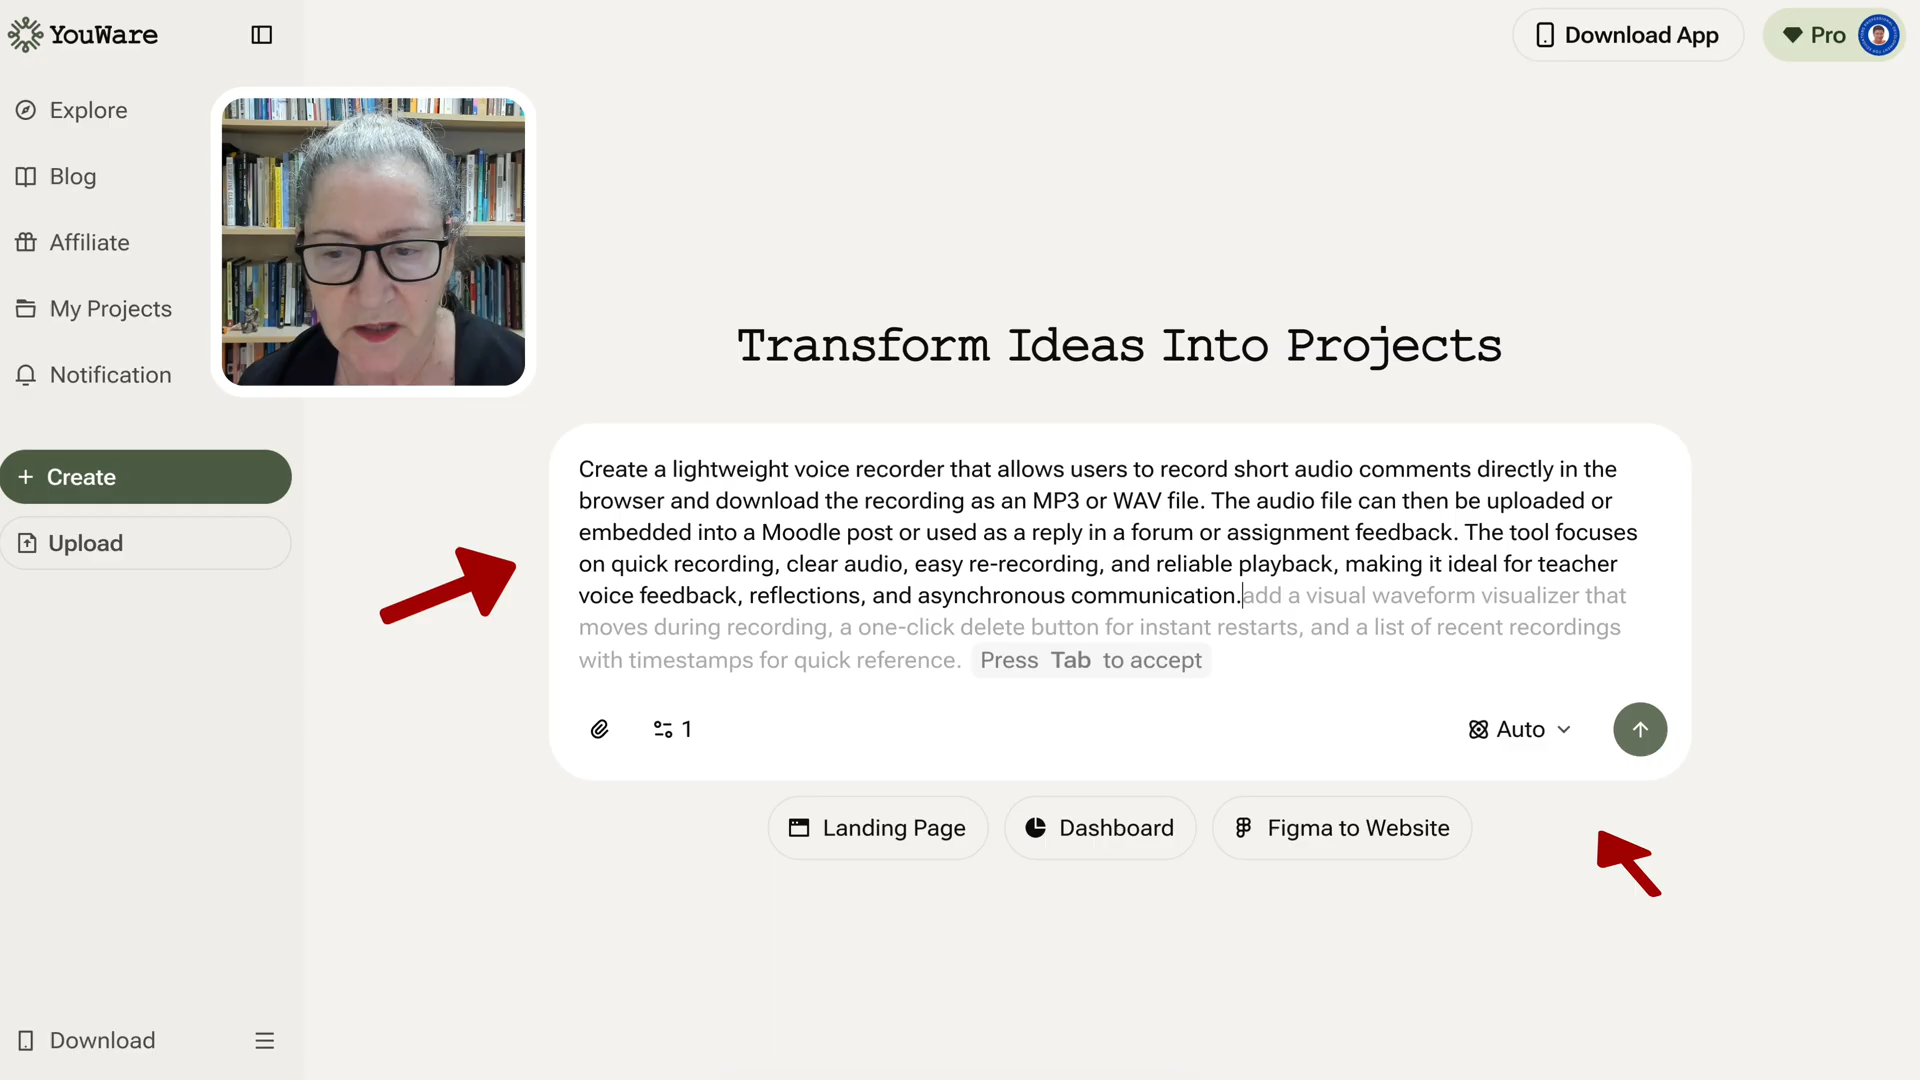 YouWare
Download App
Pro
Explore
Blog
Affiliate
My Projects
Notification
Create
Upload
Transform Ideas Into Projects
Create a lightweight voice recorder that allows users to record short audio comments directly in the
browser and download the recording as an MP3 or WAV file. The audio file can then be uploaded or
embedded into a Moodle post or used as a reply in a forum or assignment feedback. The tool focuses
on quick recording, clear audio, easy re-recording, and reliable playback, making it ideal for teacher
voice feedback, reflections, and asynchronous communication.add a visual waveform visualizer that
moves during recording, a one-click delete button for instant restarts, and a list of recent recordings
with timestamps for quick reference. Press Tab to accept
1
Auto
Landing Page
Dashboard
Figma to Website
Download